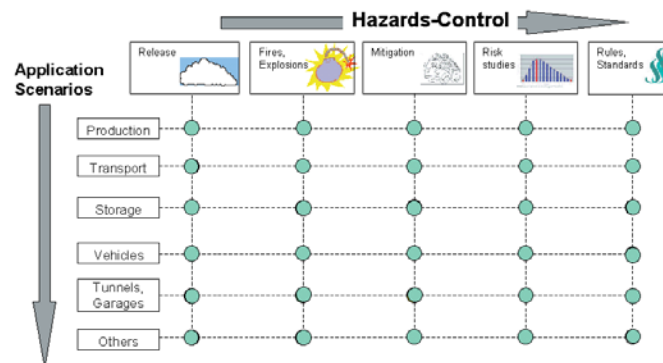 Hazards-Control
Application
Scenarios
Release
Fires,
Explosions
Mitigation
Risk
studies
Rules,
Standards
Production
Transport
Storage
Vehicles
Tunnels,
Garages
Others